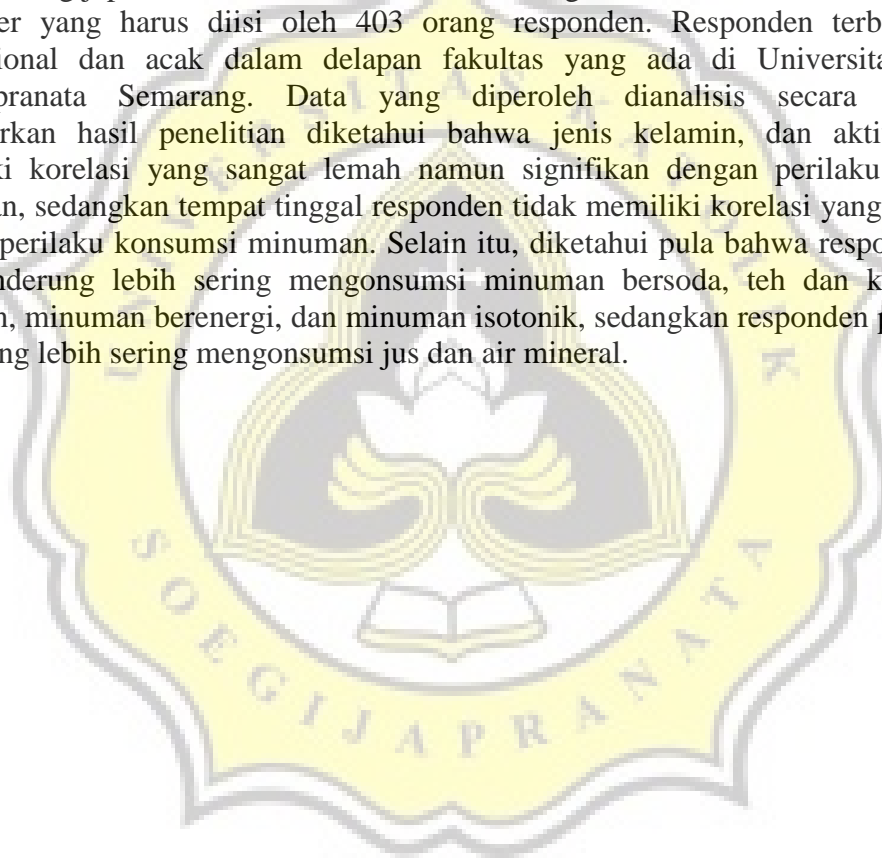 er yang harus diisi oleh 403 orang responden. Responden terb
ional dan acak dalam delapan fakultas yang ada di Universita
pranata Semarang. Data yang diperoleh dianalisis secara
rkan hasil penelitian diketahui bahwa jenis kelamin, dan akti
ki korelasi yang sangat lemah namun signifikan dengan perilaku
n, sedangkan tempat tinggal responden tidak memiliki korelasi yang
perilaku konsumsi minuman. Selain itu, diketahui pula bahwa respo
nderung lebih sering mengonsumsi minuman bersoda, teh dan k
n, minuman berenergi, dan minuman isotonik, sedangkan responden p
ng lebih sering mengonsumsi jus dan air mineral.
UNIVERSITAS KATOLIK
SOEGIJAPRANATA